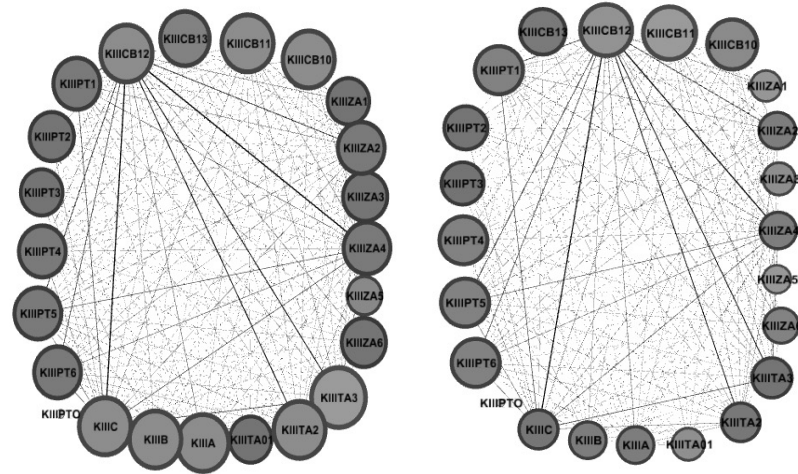 KIIICB12
KIIICB13
KIIICB11
KIIICB10
KIIIPT1
KIIIZA1
KIIIPT2
KIIIZA2
KIIIPT3
KIIIZA3
KIIIPT4
KIIIZA4
KIIIZA5
KIIIPT5
KIIIZA6
KIIIPT6
KIIITA3
KIIIPTO
KIIIC
KIIIB
KIIIA
KIIITA01
KIIITA2
KIIICB13
KIIICB12
KIIICB11
KIIICB10
KIIIPT1
KIIIZA1
KIIIPT2
KIIIZA2
KIIIPT3
KIIIZA3
KIIIPT4
KIIIZA4
KIIIZA5
KIIIPT5
KIIIZA6
KIIIPT6
KIIITA3
KIIIPTO
KIIIC
KIIIB
KIIIA
KIIITA01
KIIITA2